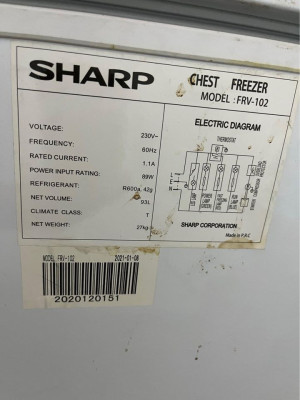 SHARP
CHEST FREEZER
MODEL : FRV-102
VOLTAGE: 230V~
FREQUENCY: 60Hz
RATED CURRENT: 1.1A
POWER INPUT RATING: 89W
REFRIGERANT: R600a, 42g
NET VOLUME: 93L
CLIMATE CLASS: T
NET WEIGHT: 27kg
ELECTRIC DIAGRAM
THERMOSTAT
SHARP CORPORATION
Made in P.R.C
MODEL:FRV-102 2021-01-08
2020120151